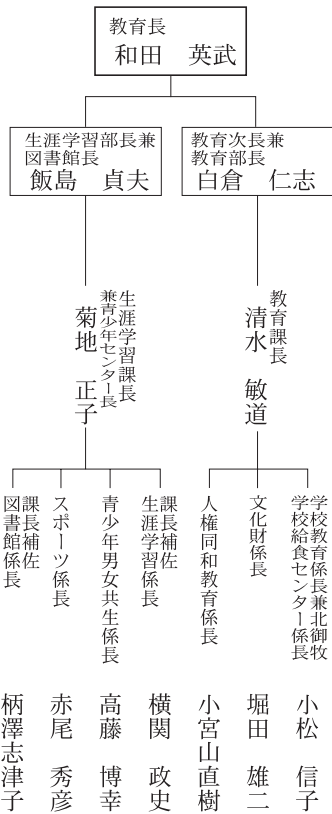 教育長
和田　英武
教育次長兼
教育部長
白倉　仁志
生涯学習部長兼
図書館長
飯島　貞夫
教育課長
清水　敏道
生涯学習課長
兼青少年センター長
菊地　正子
学校教育係長兼北御牧
学校給食センター係長
小松　信子
文化財係長
堀田　雄二
人権同和教育係長
小宮山直樹
課長補佐
生涯学習係長
横関　政史
青少年男女共生係長
高藤　博幸
スポーツ係長
赤尾　秀彦
課長補佐
図書館係長
柄澤志津子